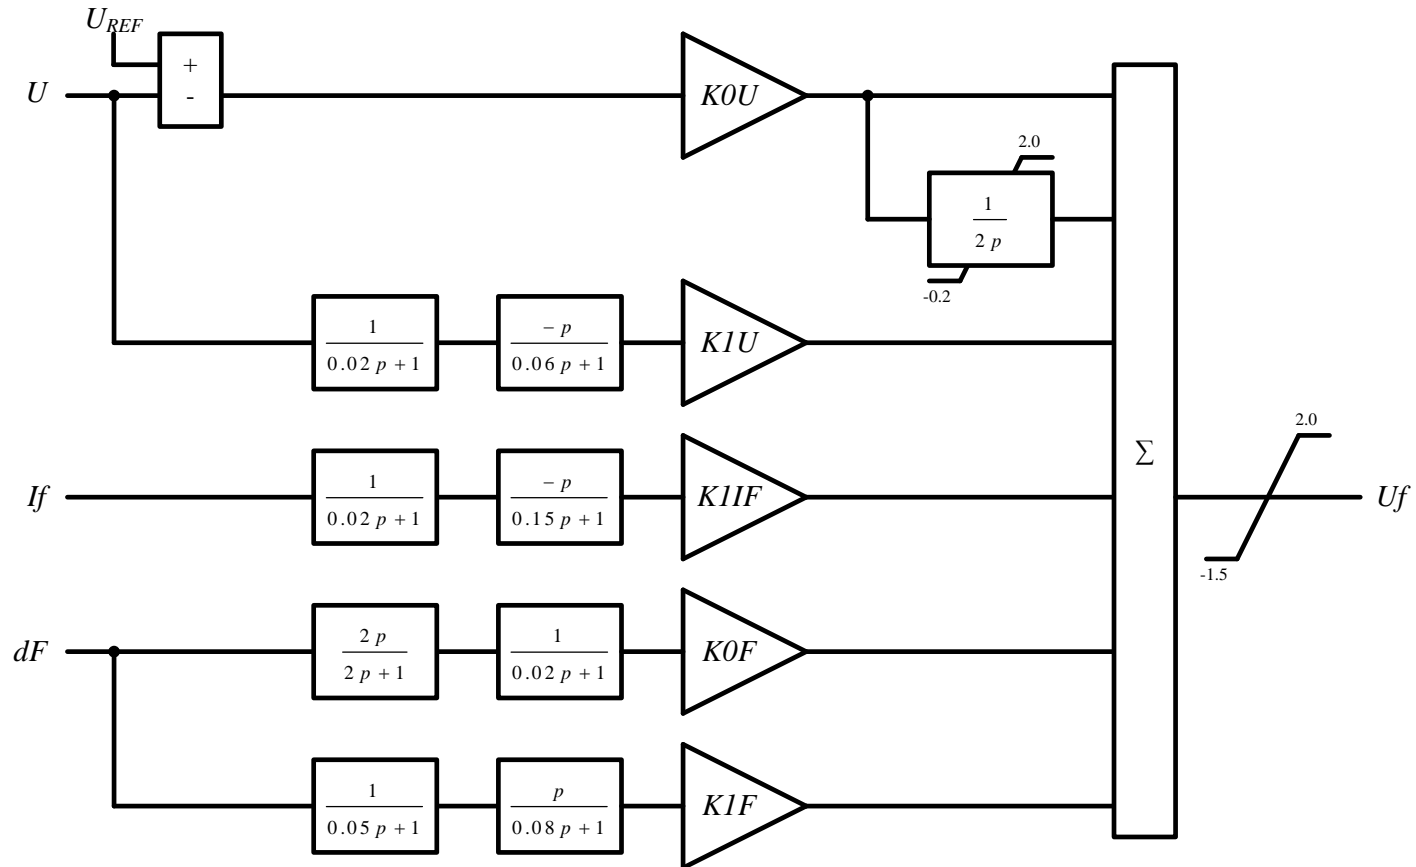 U_REF
+
U
-
K0U
2.0
1
2 p
-0.2
1
0.02 p + 1
– p
0.06 p + 1
K1U
If
1
0.02 p + 1
– p
0.15 p + 1
K1IF
Σ
2.0
Uf
-1.5
dF
2 p
2 p + 1
1
0.02 p + 1
K0F
1
0.05 p + 1
p
0.08 p + 1
K1F